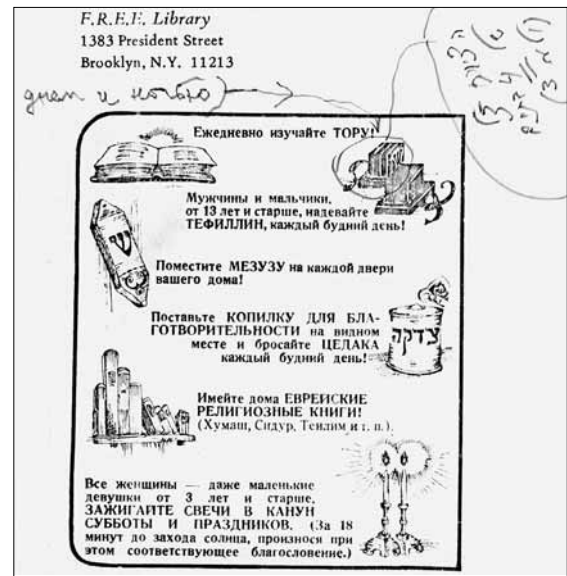 F.R.E.E. Library
1383 President Street
Brooklyn, N.Y. 11213
днем и ночью
Ежедневно изучайте ТОРУ!
Мужчины и мальчики,
от 13 лет и старше, надевайте
ТЕФИЛЛИН, каждый будний день!
ש
Поместите МЕЗУЗУ на каждой двери
вашего дома!
Поставьте КОПИЛКУ ДЛЯ БЛА-
ГОТВОРИТЕЛЬНОСТИ на видном
месте и бросайте ЦЕДАКА
каждый будний день!
צדקה
Имейте дома ЕВРЕЙСКИЕ
РЕЛИГИОЗНЫЕ КНИГИ!
(Хумаш, Сидур, Теилим и т. п.).
Все женщины — даже маленькие
девушки от 3 лет и старше,
ЗАЖИГАЙТЕ СВЕЧИ В КАНУН
СУББОТЫ И ПРАЗДНИКОВ. (За 18
минут до захода солнца, произнося при
этом соответствующее благословение.)